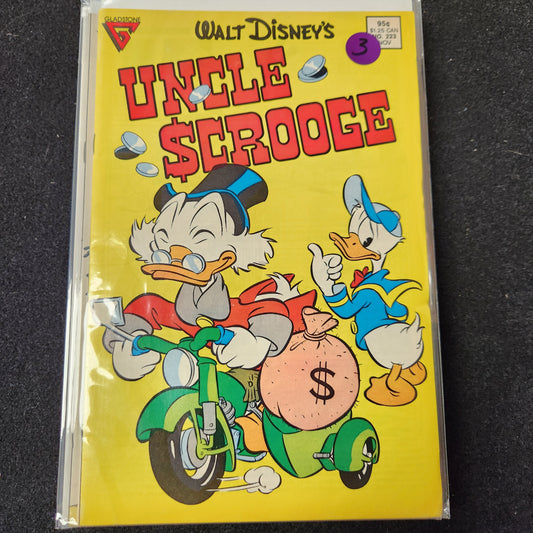 GLADSTONE
WALT DISNEY'S
95¢
$1.25 CAN
NO. 223
NOV
3
UNCLE
$CROOGE
$